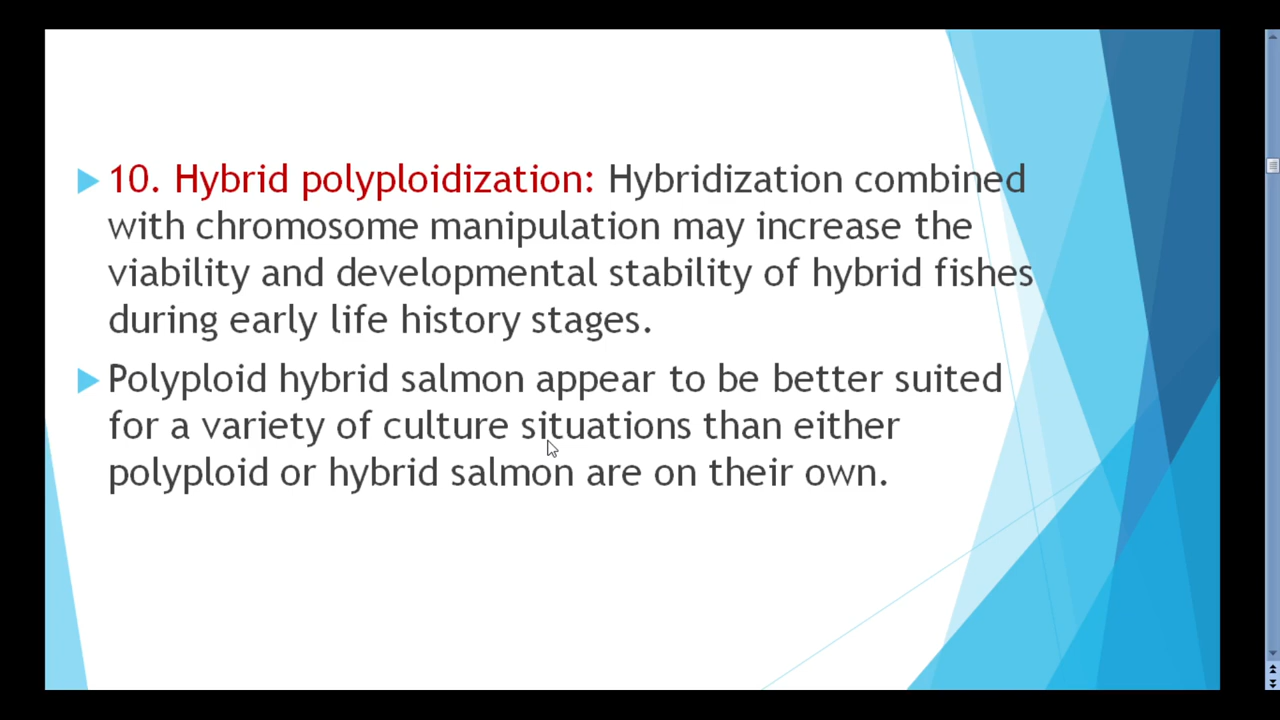 10. Hybrid polyploidization: Hybridization combined
with chromosome manipulation may increase the
viability and developmental stability of hybrid fishes
during early life history stages.
Polyploid hybrid salmon appear to be better suited
for a variety of culture situations than either
polyploid or hybrid salmon are on their own.